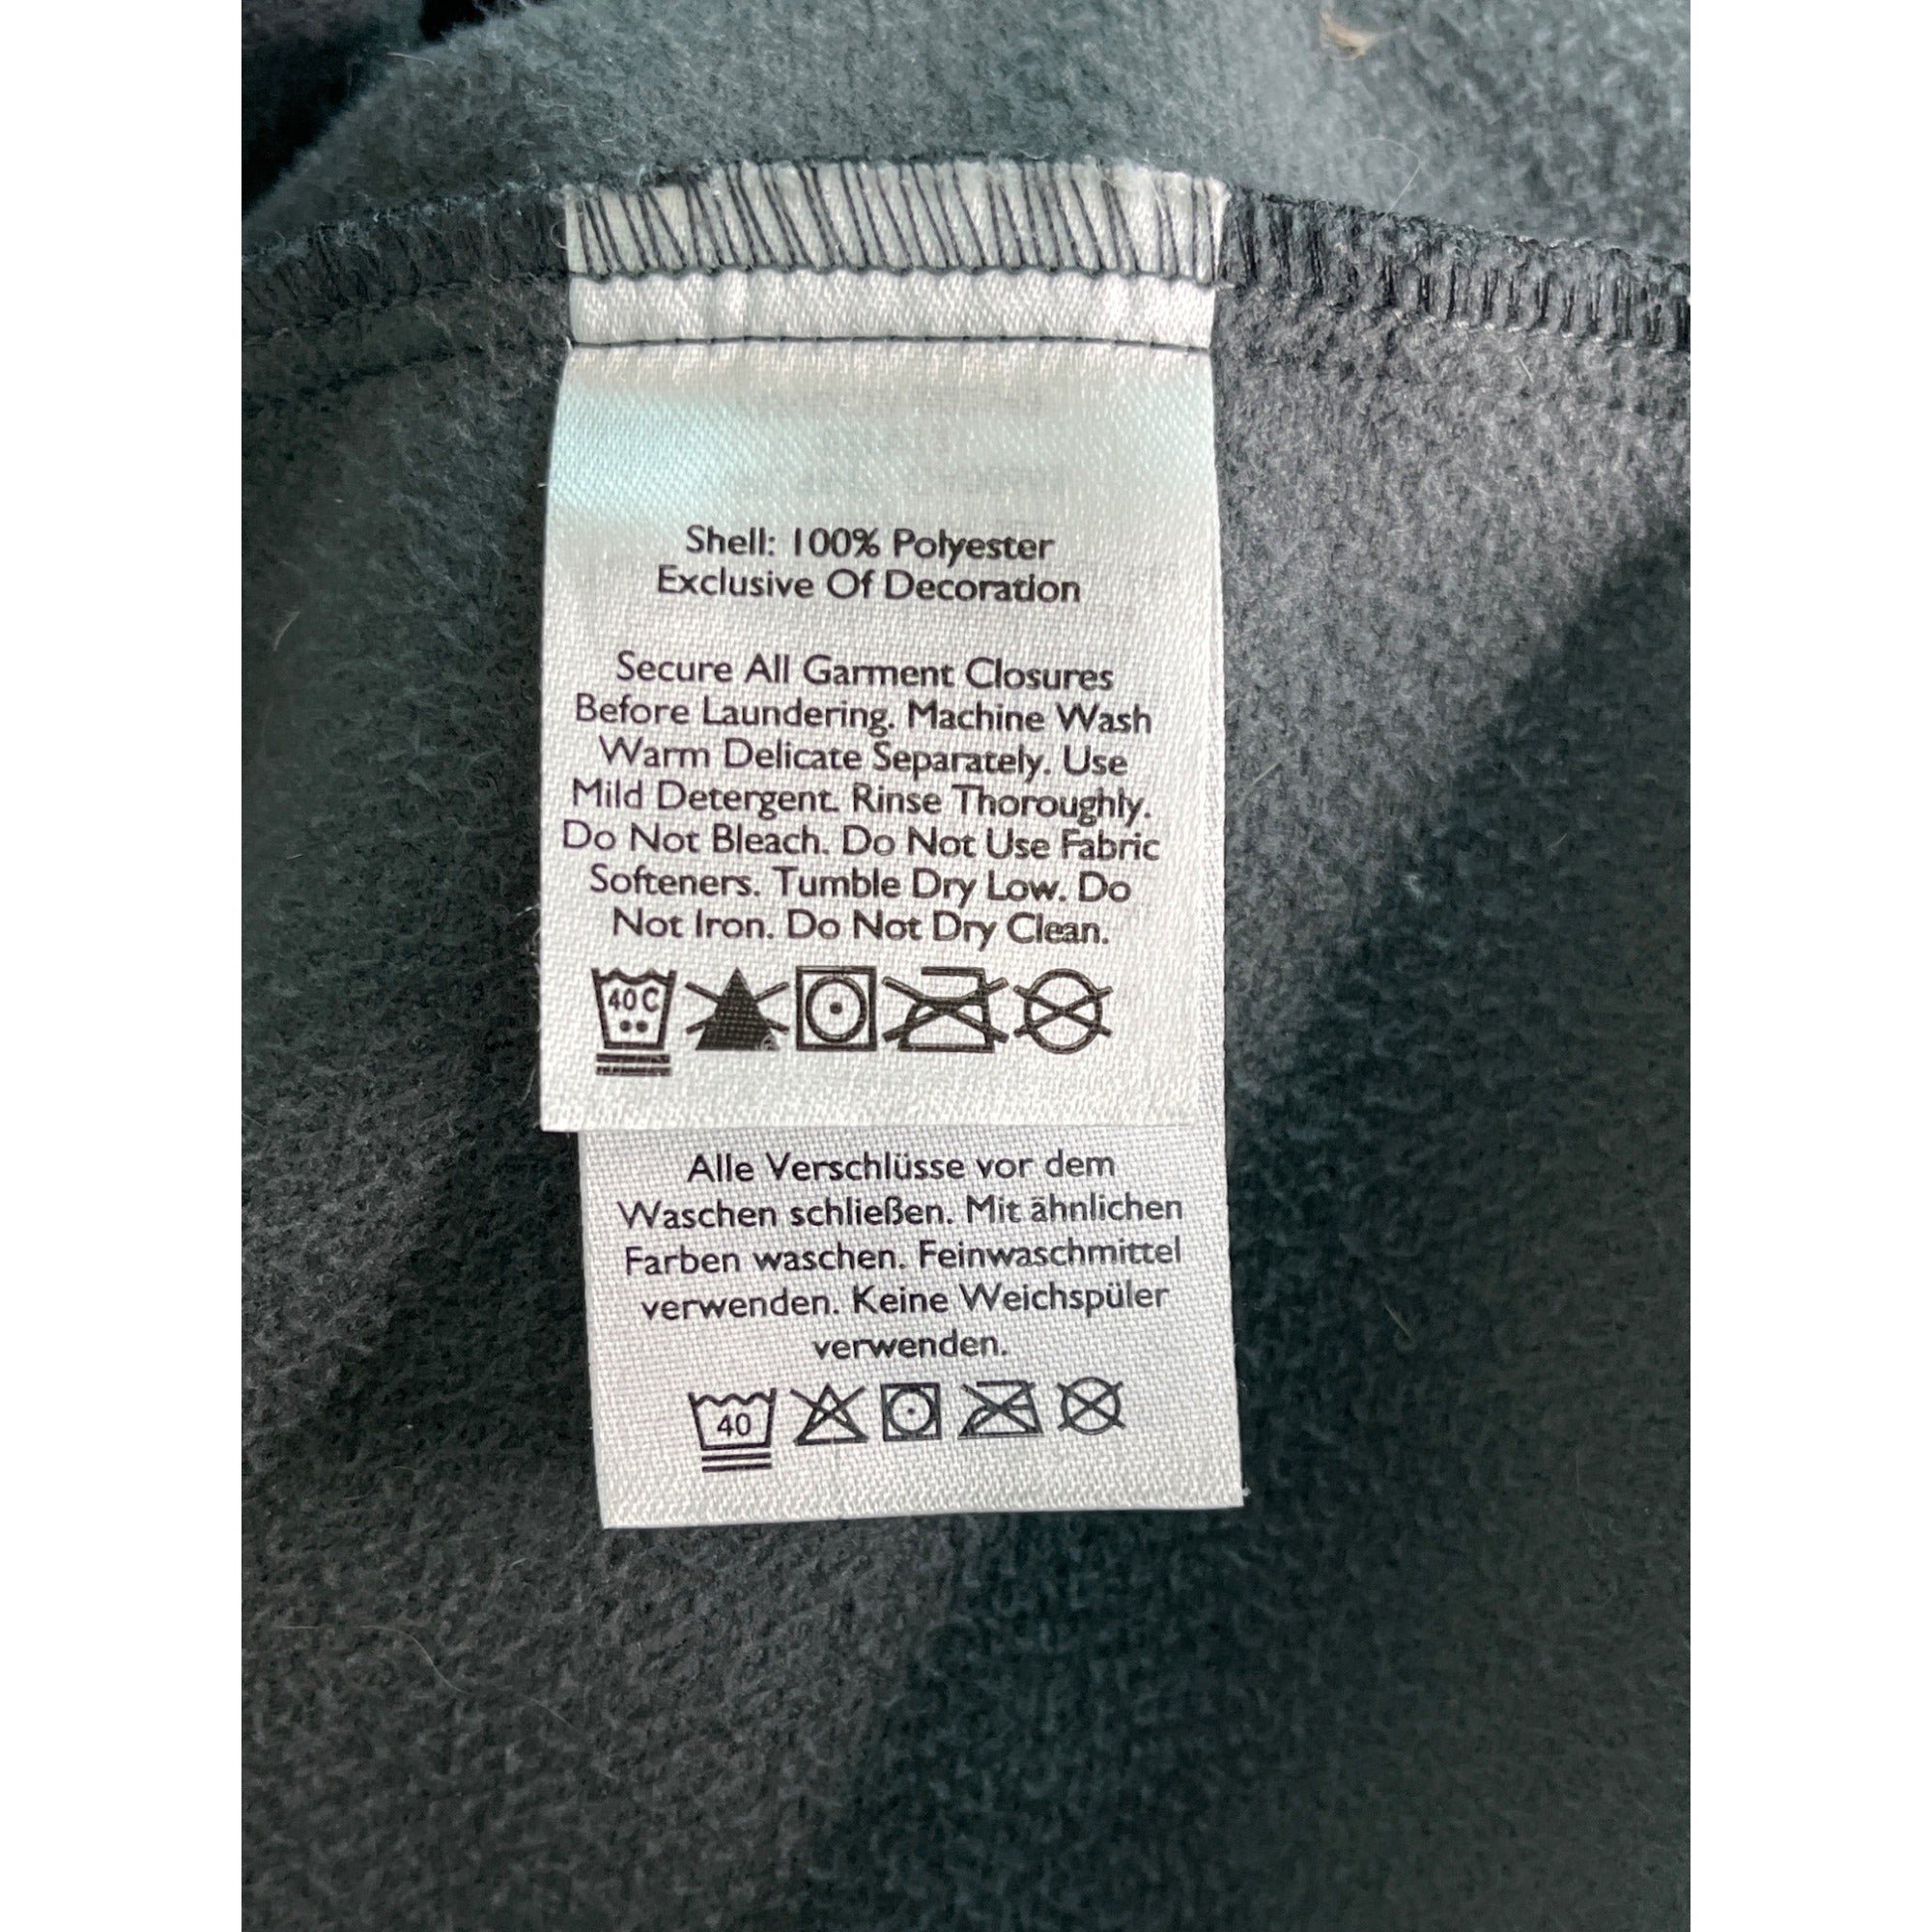 Shell: 100% Polyester
Exclusive Of Decoration
Secure All Garment Closures
Before Laundering. Machine Wash
Warm Delicate Separately. Use
Mild Detergent. Rinse Thoroughly.
Do Not Bleach. Do Not Use Fabric
Softeners. Tumble Dry Low. Do
Not Iron. Do Not Dry Clean.
40C
Alle Verschlüsse vor dem
Waschen schließen. Mit ähnlichen
Farben waschen. Feinwaschmittel
verwenden. Keine Weichspüler
verwenden.
40